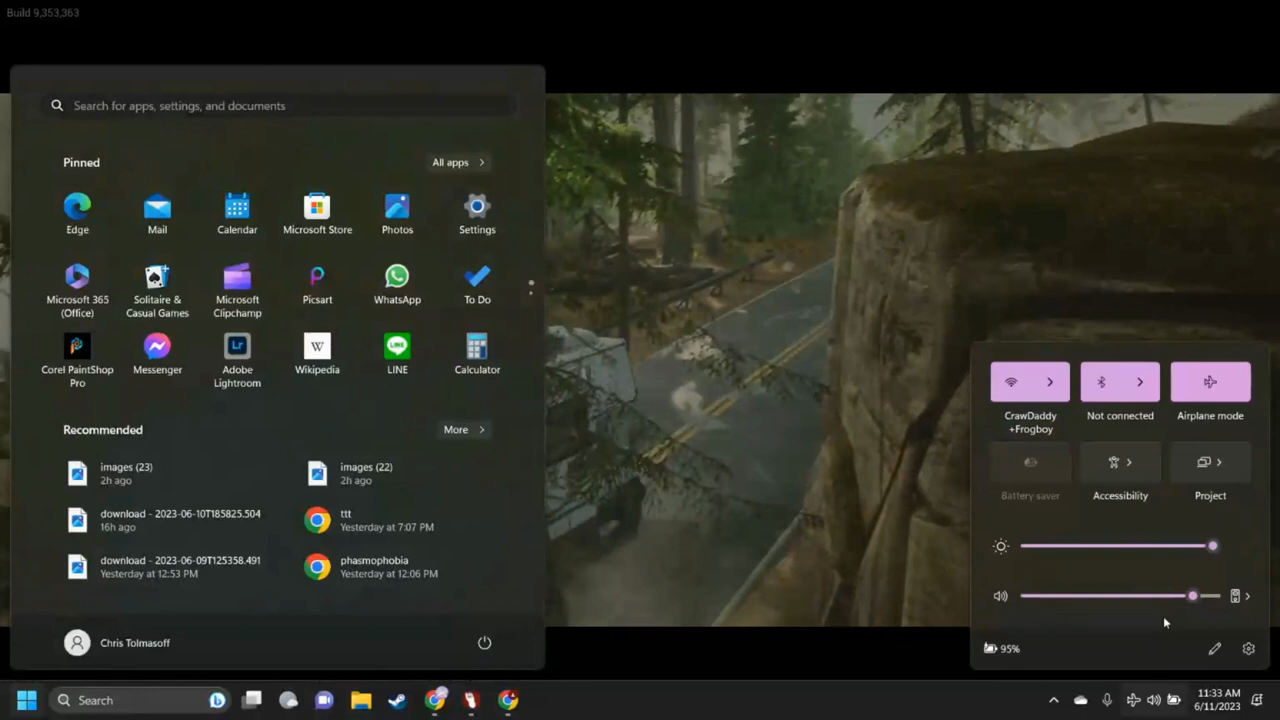 Build 9,353,363
Search for apps, settings, and documents
Pinned
All apps
Edge
Mail
Calendar
Microsoft Store
Photos
Settings
Microsoft 365
(Office)
Solitaire &
Casual Games
Microsoft
Clipchamp
Picsart
WhatsApp
To Do
Corel PaintShop
Pro
Messenger
Adobe
Lightroom
Wikipedia
LINE
Calculator
Recommended
More
images (23)
2h ago
images (22)
2h ago
download - 2023-06-10T185825.504
16h ago
ttt
Yesterday at 7:07 PM
download - 2023-06-09T125358.491
Yesterday at 12:53 PM
phasmophobia
Yesterday at 12:06 PM
Chris Tolmasoff
CrawDaddy
+Frogboy
Not connected
Airplane mode
Battery saver
Accessibility
Project
95%
Search
11:33 AM
6/11/2023